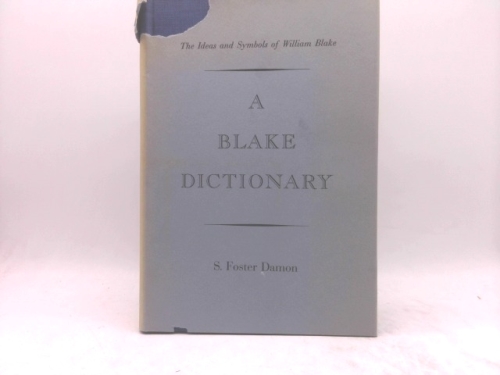 The Ideas and Symbols of William Blake
A
BLAKE
DICTIONARY
S. Foster Damon